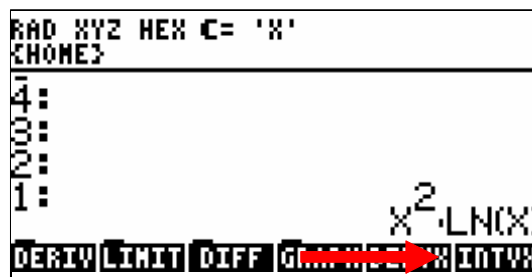 RAD XYZ HEX C= 'X'
{HOME}
4:
3:
2:
1: X²·LN(X)
DERIV LIMIT DIFF INTVX